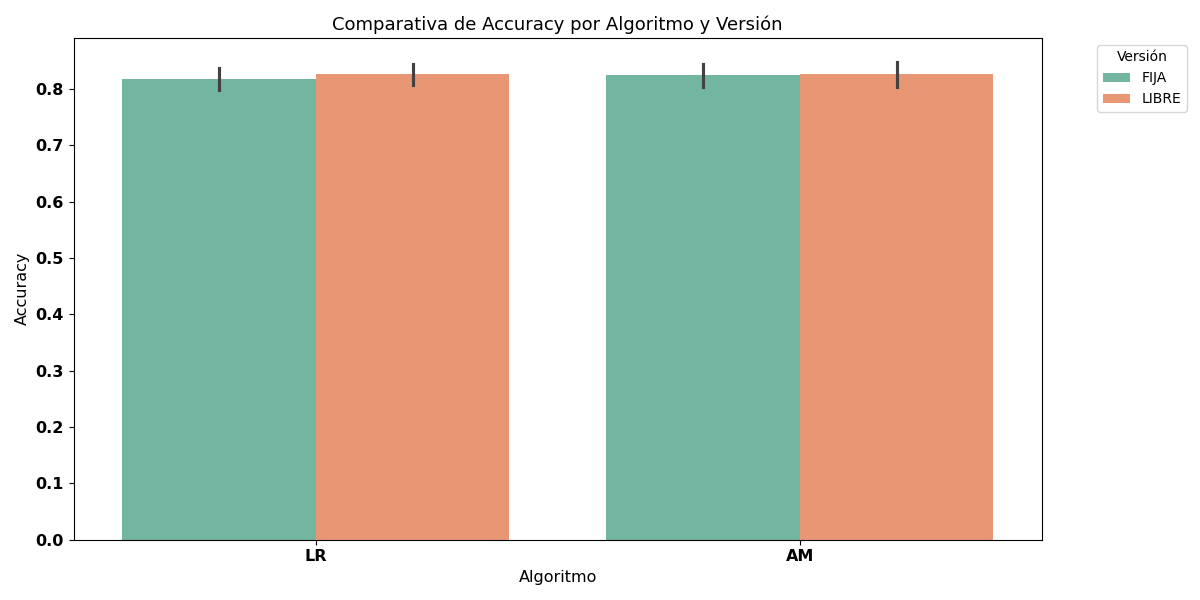 Comparativa de Accuracy por Algoritmo y Versión
Versión
FIJA
LIBRE
Accuracy
0.8
0.7
0.6
0.5
0.4
0.3
0.2
0.1
0.0
LR
AM
Algoritmo